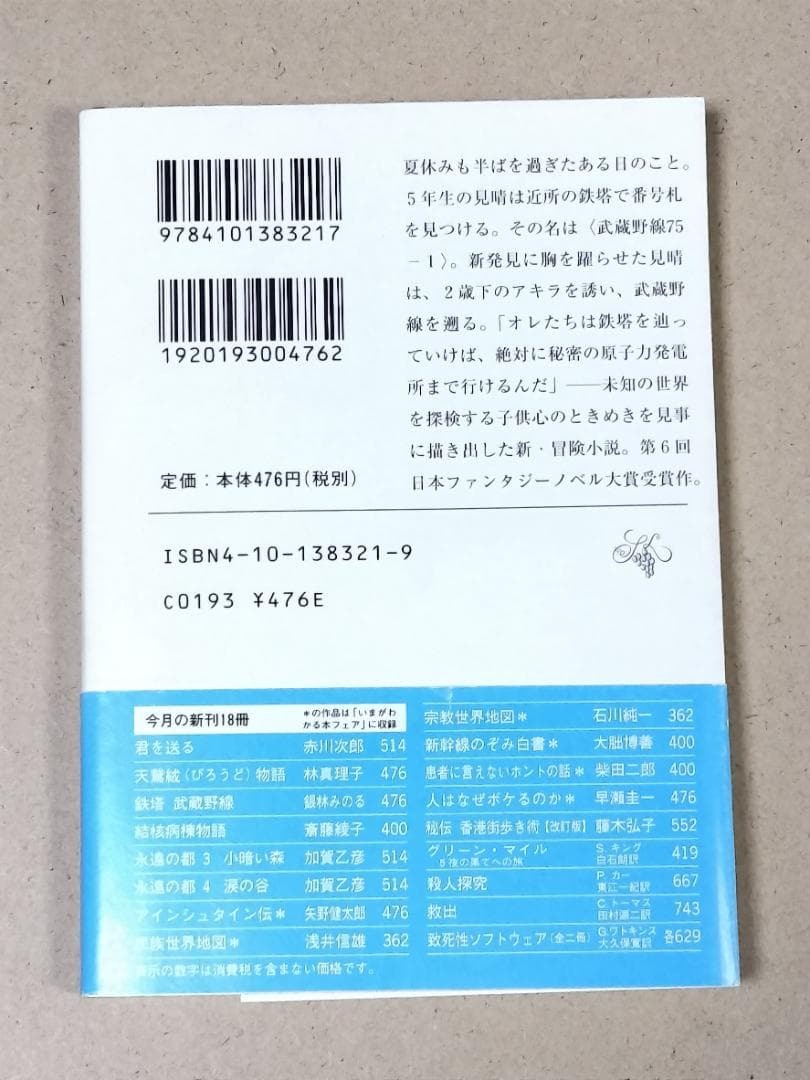 9784101383217
1920193004762
定価：本体476円(税別)
夏休みも半ばを過ぎたある日のこと。
５年生の見晴は近所の鉄塔で番号札
を見つける。その名は〈武蔵野線75
−１〉。新発見に胸を躍らせた見晴
は、２歳下のアキラを誘い、武蔵野
線を遡る。「オレたちは鉄塔を辿っ
ていけば、絶対に秘密の原子力発電
所まで行けるんだ」――未知の世界
を探検する子供心のときめきを見事
に描き出した新・冒険小説。第６回
日本ファンタジーノベル大賞受賞作。
ISBN4-10-138321-9
C0193 ¥476E
今月の新刊18冊
＊の作品は「いまがわ
かる本フェア」に収録
君を送る 赤川次郎 514
天鵞絨(びろうど)物語 林真理子 476
鉄塔 武蔵野線 銀林みのる 476
結核病棟物語 斎藤綾子 400
永遠の都 3 小暗い森 加賀乙彦 514
永遠の都 4 涙の谷 加賀乙彦 514
アインシュタイン伝＊ 矢野健太郎 476
民族世界地図＊ 浅井信雄 362
表示の数字は消費税を含まない価格です。
宗教世界地図＊ 石川純一 362
新幹線のぞみ白書＊ 大朏博善 400
患者に言えないホントの話＊ 柴田二郎 400
人はなぜボケるのか＊ 早瀬圭一 476
秘伝 香港街歩き術【改訂版】 藤木弘子 552
グリーン・マイル S. キング 419
5 夜の果てへの旅 白石朗訳
殺人探究 P. カー 東江一紀訳 667
救出 C.トーマス 田村源二訳 743
致死性ソフトウェア(全二冊) G.ワトキンス 大久保寛訳 各629